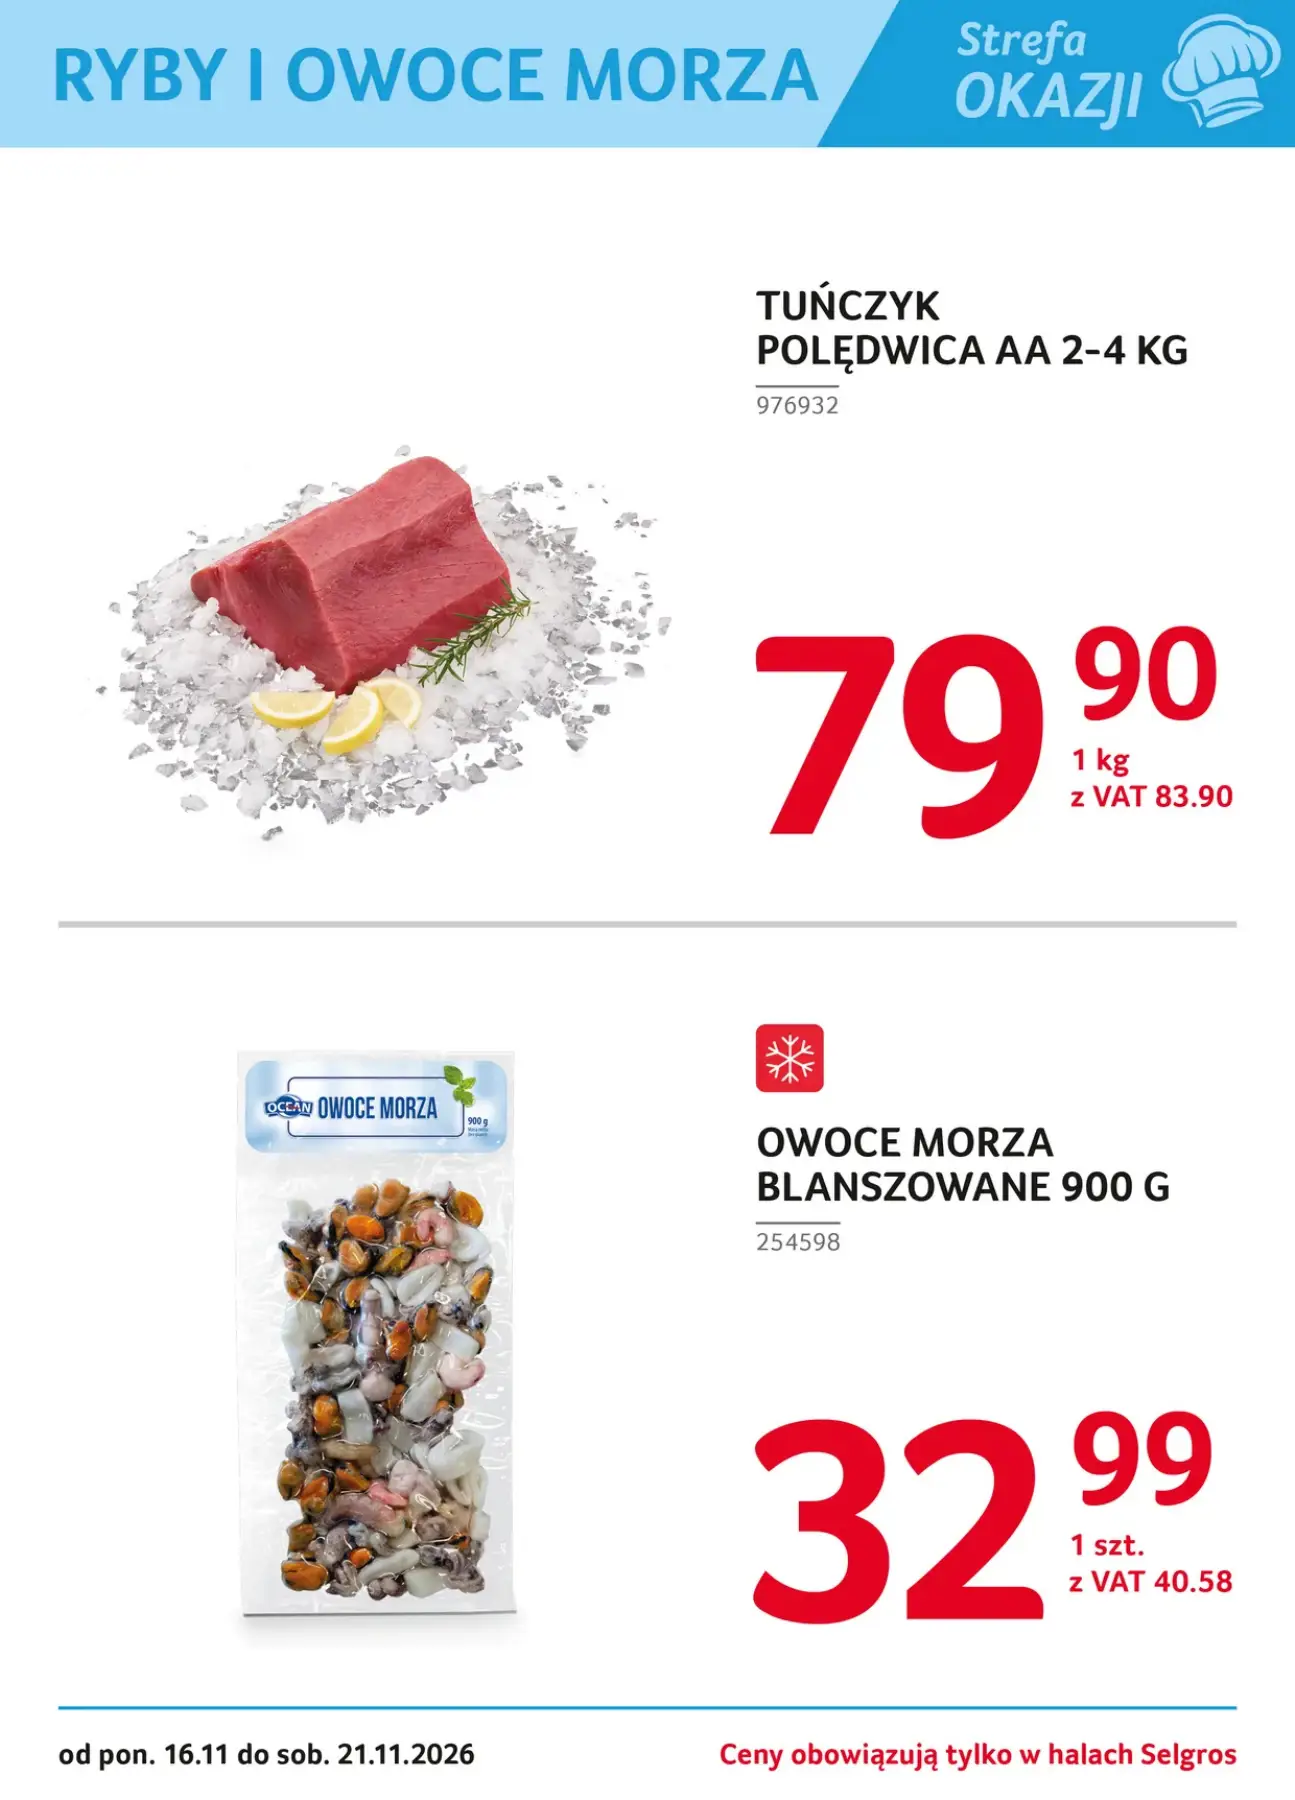 RYBY I OWOCE MORZA
Strefa
OKAZJI
TUŃCZYK
POLĘDWICA AA 2-4 KG
976932
79 90
1 kg
z VAT 83.90
OCEAN OWOCE MORZA
900 g
OWOCE MORZA
BLANSZOWANE 900 G
254598
32 99
1 szt.
z VAT 40.58
od pon. 16.11 do sob. 21.11.2026
Ceny obowiązują tylko w halach Selgros